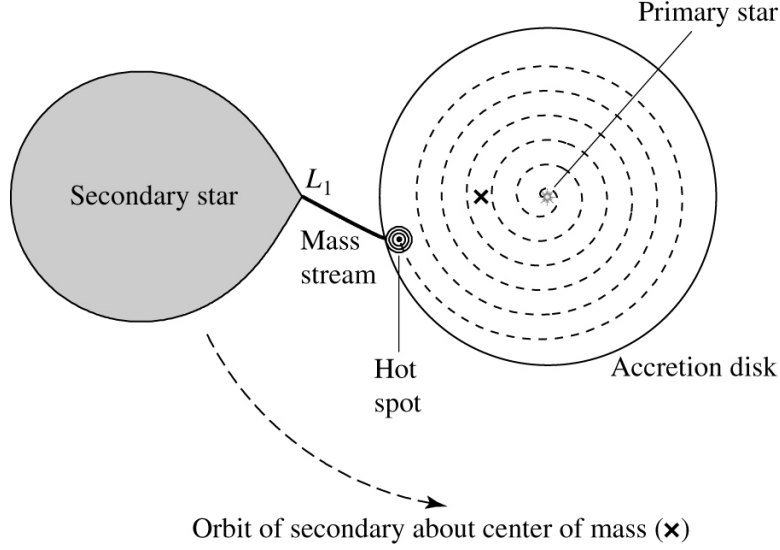 Primary star
Secondary star
L₁
Mass
stream
Hot
spot
Accretion disk
Orbit of secondary about center of mass (×)